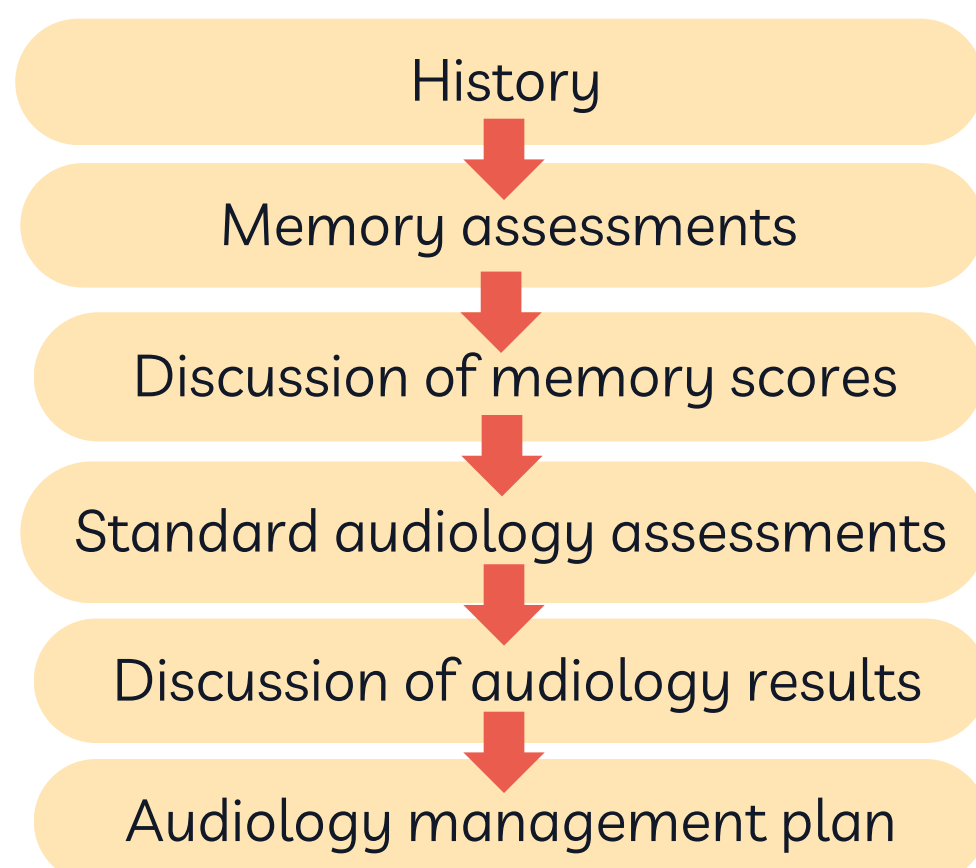 History
Memory assessments
Discussion of memory scores
Standard audiology assessments
Discussion of audiology results
Audiology management plan